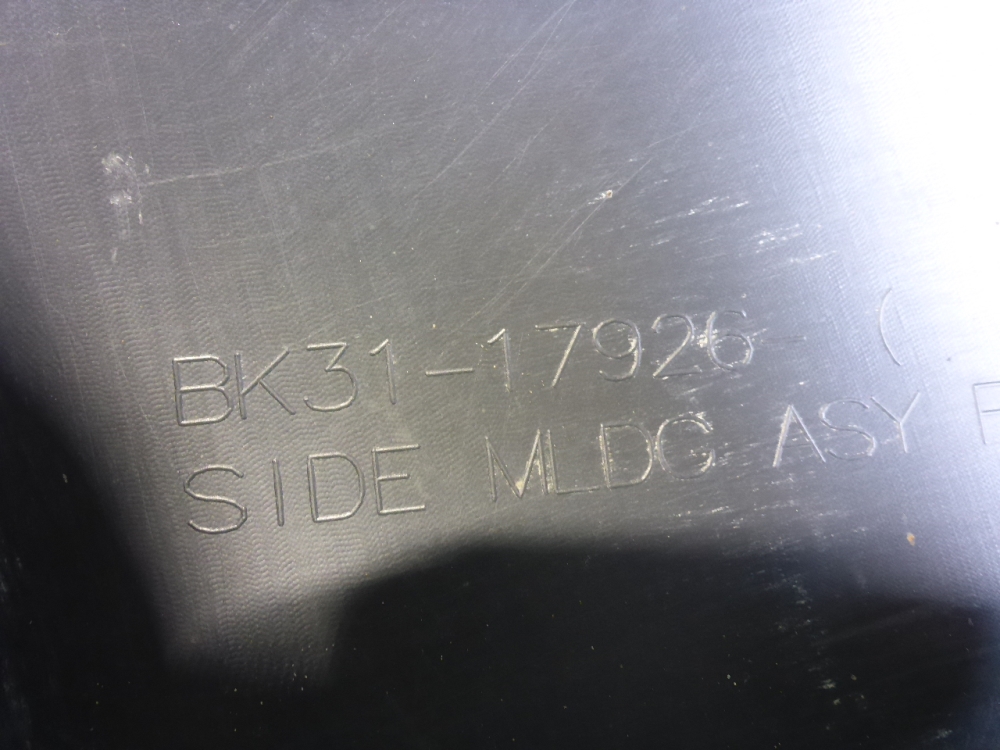 BK31-17926- (
SIDE MLDG ASY